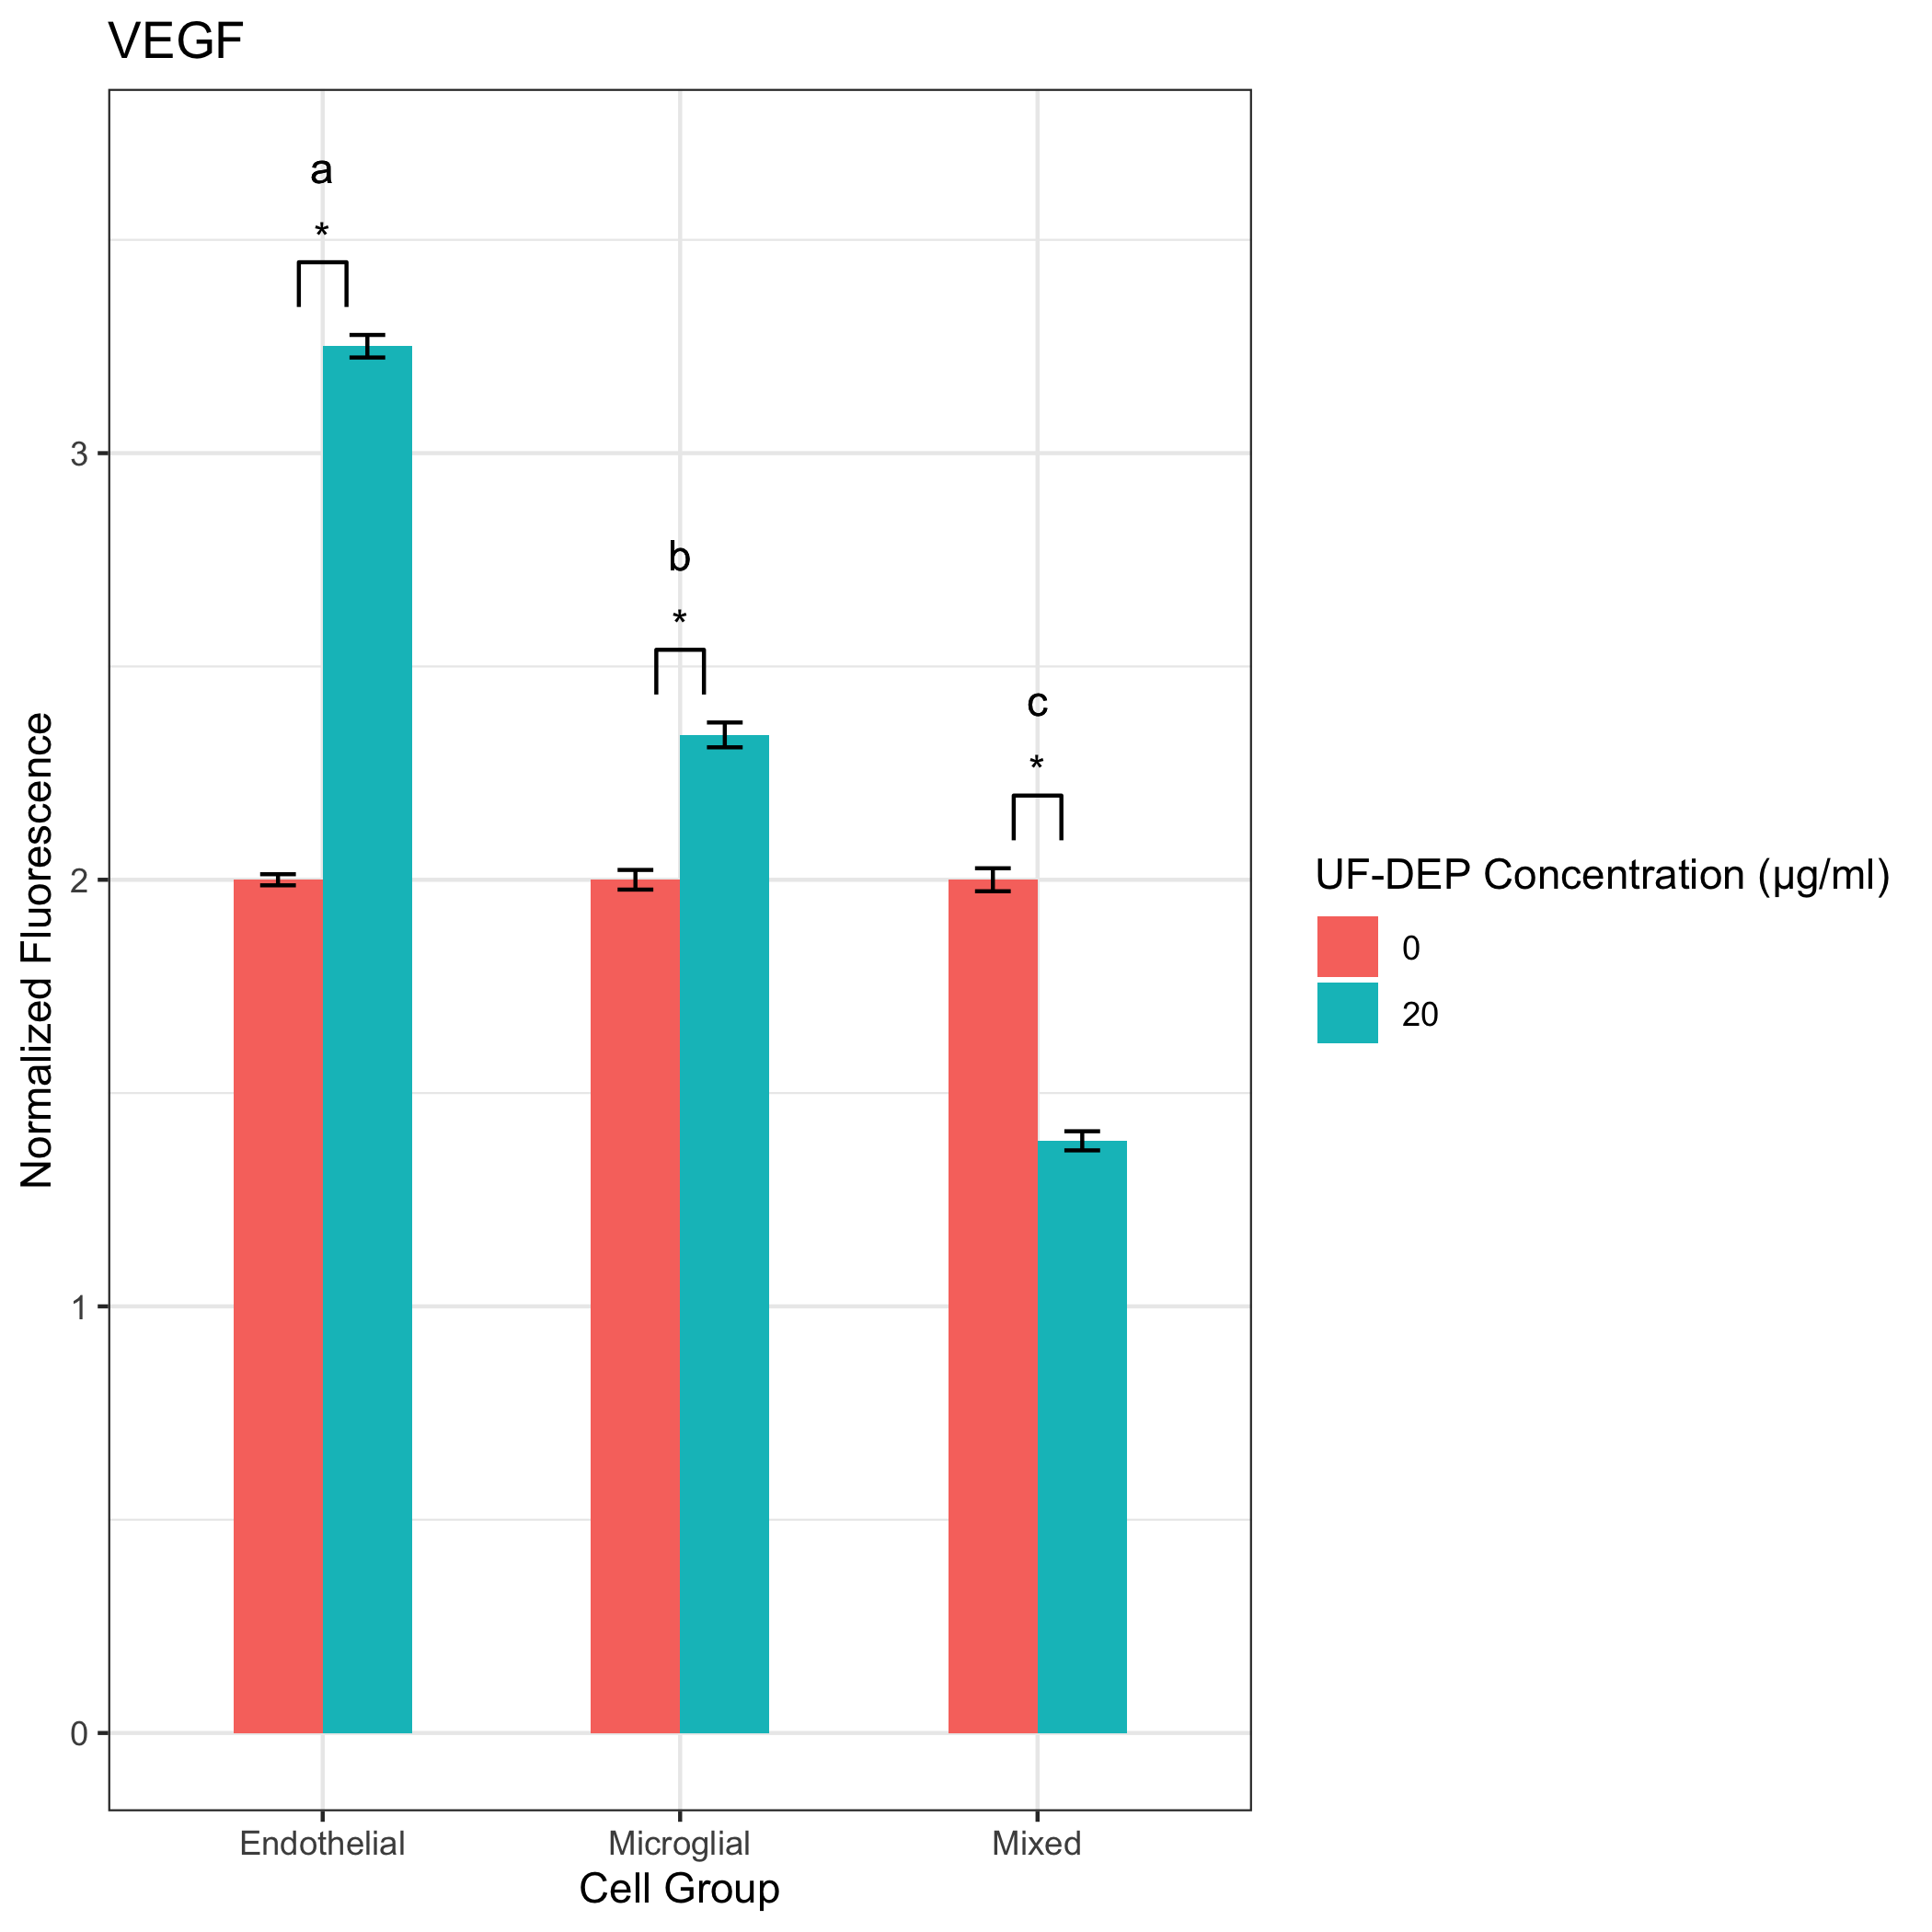 VEGF
a
*
b
*
c
*
3
2
1
0
Normalized Fluorescence
Endothelial Microglial Mixed
Cell Group
UF-DEP Concentration (µg/ml)
0
20